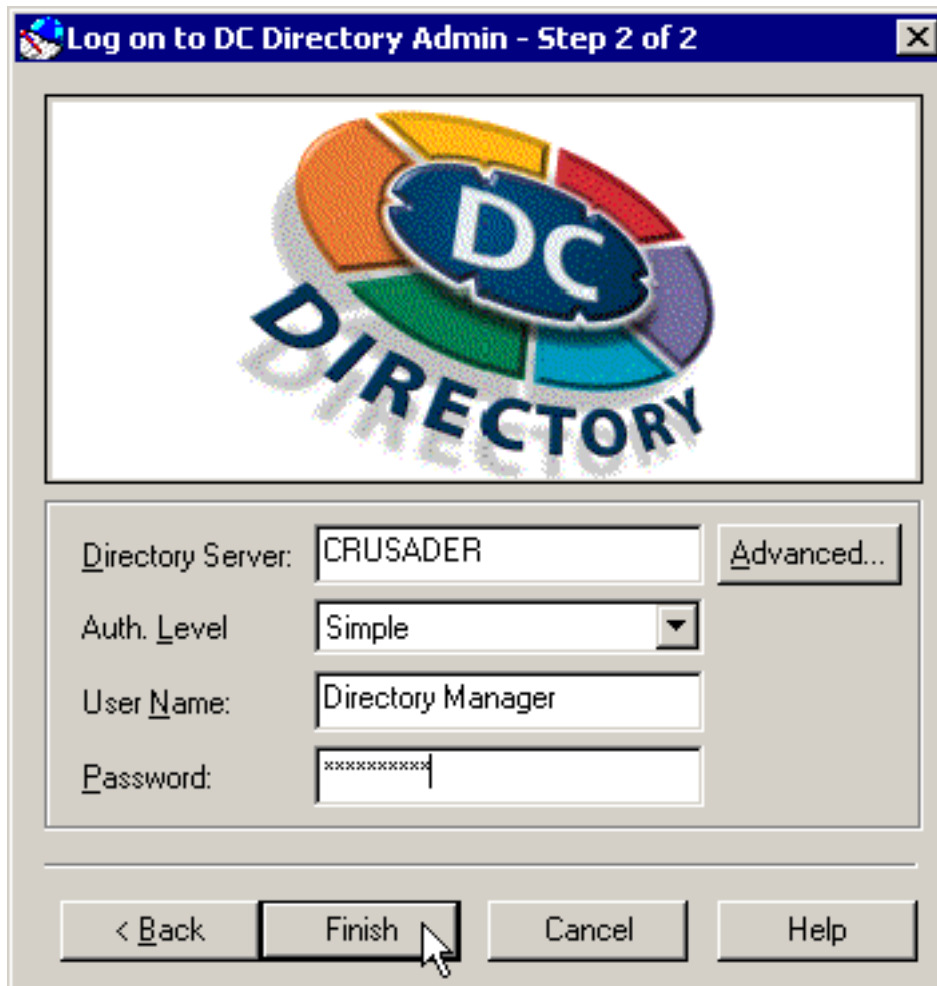 Log on to DC Directory Admin - Step 2 of 2
DC
DIRECTORY
Directory Server:
CRUSADER
Advanced...
Auth. Level
Simple
User Name:
Directory Manager
Password:
**********
< Back
Finish
Cancel
Help